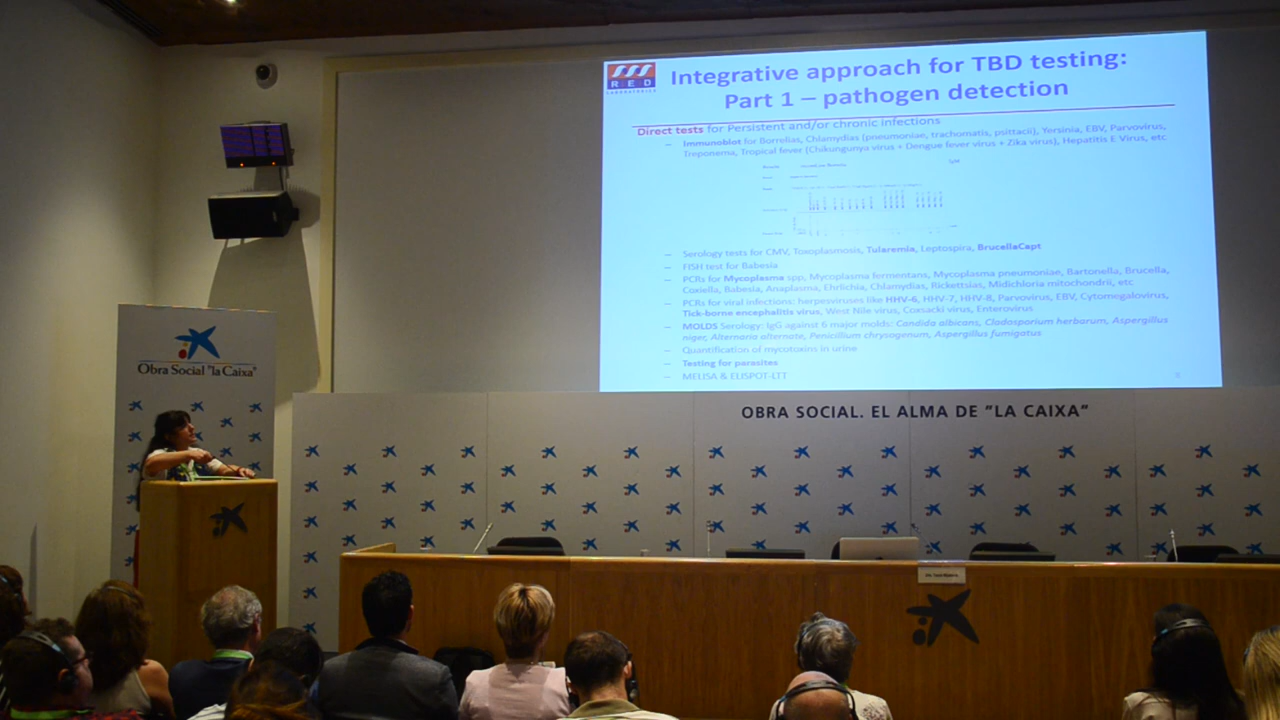 RED
LABORATORIES
Integrative approach for TBD testing:
Part 1 – pathogen detection
Direct tests for Persistent and/or chronic infections
– Immunoblot for Borrelias, Chlamydias (pneumoniae, trachomatis, psittacii), Yersinia, EBV, Parvovirus,
Treponema, Tropical fever (Chikungunya virus + Dengue fever virus + Zika virus), Hepatitis E Virus, etc
– Serology tests for CMV, Toxoplasmosis, Tularemia, Leptospira, BrucellaCapt
– FISH test for Babesia
– PCRs for Mycoplasma spp, Mycoplasma fermentans, Mycoplasma pneumoniae, Bartonella, Brucella,
Coxiella, Babesia, Anaplasma, Ehrlichia, Chlamydias, Rickettsias, Midichloria mitochondrii, etc
– PCRs for viral infections: herpesviruses like HHV-6, HHV-7, HHV-8, Parvovirus, EBV, Cytomegalovirus,
Tick-borne encephalitis virus, West Nile virus, Coxsacki virus, Enterovirus
– MOLDS Serology: IgG against 6 major molds: Candida albicans, Cladosporium herbarum, Aspergillus
niger, Alternaria alternate, Penicillium chrysogenum, Aspergillus fumigatus
– Quantification of mycotoxins in urine
– Testing for parasites
– MELISA & ELISPOT-LTT
8
Obra Social "la Caixa"
OBRA SOCIAL. EL ALMA DE "LA CAIXA"